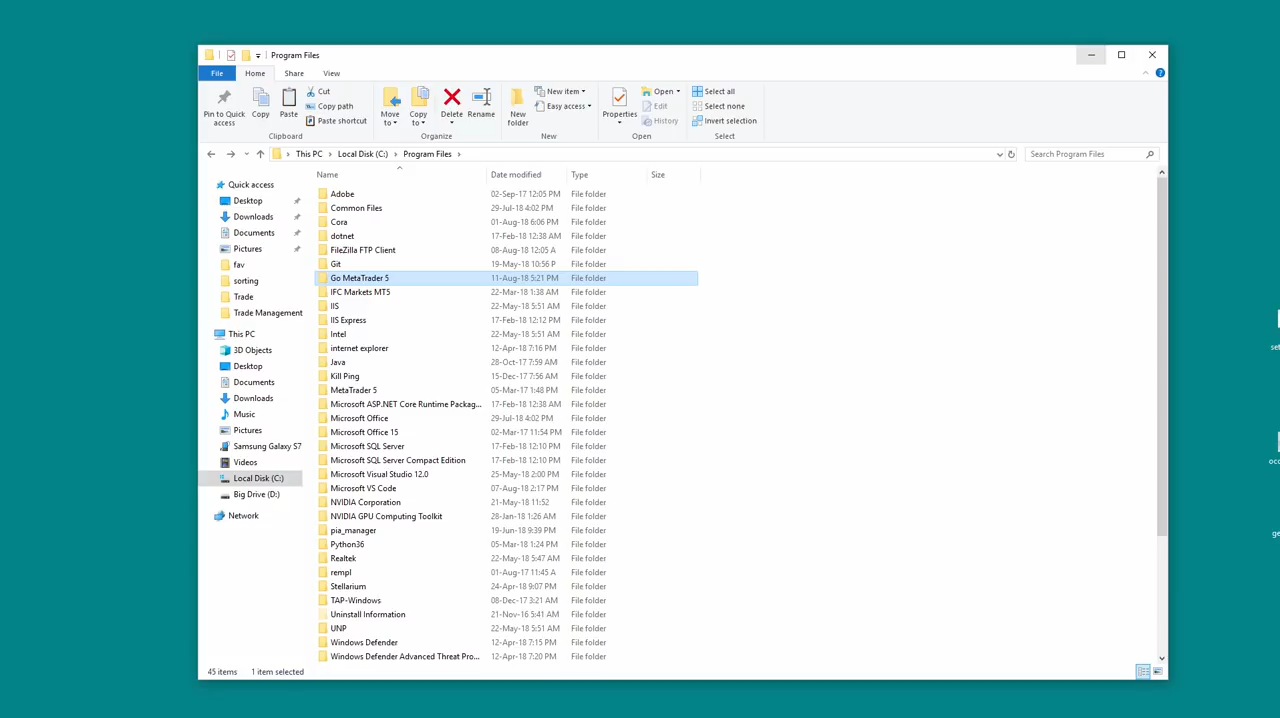 Program Files
File Home Share View
Pin to Quick access Copy Paste Cut Copy path Paste shortcut Move to Copy to Delete Rename New folder New item Easy access Properties Open Edit History Select all Select none Invert selection
Clipboard Organize New Open Select
This PC Local Disk (C:) Program Files Search Program Files
Name Date modified Type Size
Quick access
Desktop
Downloads
Documents
Pictures
fav
sorting
Trade
Trade Management
This PC
3D Objects
Desktop
Documents
Downloads
Music
Pictures
Samsung Galaxy S7
Videos
Local Disk (C:)
Big Drive (D:)
Network
Adobe 02-Sep-17 12:05 PM File folder
Common Files 29-Jul-18 4:02 PM File folder
Cora 01-Aug-18 6:06 PM File folder
dotnet 17-Feb-18 12:38 AM File folder
FileZilla FTP Client 08-Aug-18 12:05 A File folder
Git 19-May-18 10:56 P File folder
Go MetaTrader 5 11-Aug-18 5:21 PM File folder
IFC Markets MT5 22-Mar-18 1:38 AM File folder
IIS 22-May-18 5:51 AM File folder
IIS Express 17-Feb-18 12:12 PM File folder
Intel 22-May-18 5:51 AM File folder
internet explorer 12-Apr-18 7:16 PM File folder
Java 28-Oct-17 7:59 AM File folder
Kill Ping 15-Dec-17 7:56 AM File folder
MetaTrader 5 05-Mar-17 1:48 PM File folder
Microsoft ASP.NET Core Runtime Packag... 17-Feb-18 12:38 AM File folder
Microsoft Office 29-Jul-18 4:02 PM File folder
Microsoft Office 15 02-Mar-17 11:54 PM File folder
Microsoft SQL Server 17-Feb-18 12:10 PM File folder
Microsoft SQL Server Compact Edition 17-Feb-18 12:10 PM File folder
Microsoft Visual Studio 12.0 25-May-18 2:00 PM File folder
Microsoft VS Code 07-Aug-18 2:17 PM File folder
NVIDIA Corporation 21-May-18 11:52 File folder
NVIDIA GPU Computing Toolkit 28-Jan-18 1:26 AM File folder
pia_manager 19-Jun-18 9:39 PM File folder
Python36 05-Mar-18 1:24 PM File folder
Realtek 22-May-18 5:47 AM File folder
rempl 01-Aug-17 11:45 A File folder
Stellarium 24-Apr-18 9:07 PM File folder
TAP-Windows 08-Dec-17 3:21 AM File folder
Uninstall Information 21-Nov-16 5:41 AM File folder
UNP 22-May-18 5:51 AM File folder
Windows Defender 12-Apr-18 7:15 PM File folder
Windows Defender Advanced Threat Pro... 12-Apr-18 7:20 PM File folder
45 items 1 item selected